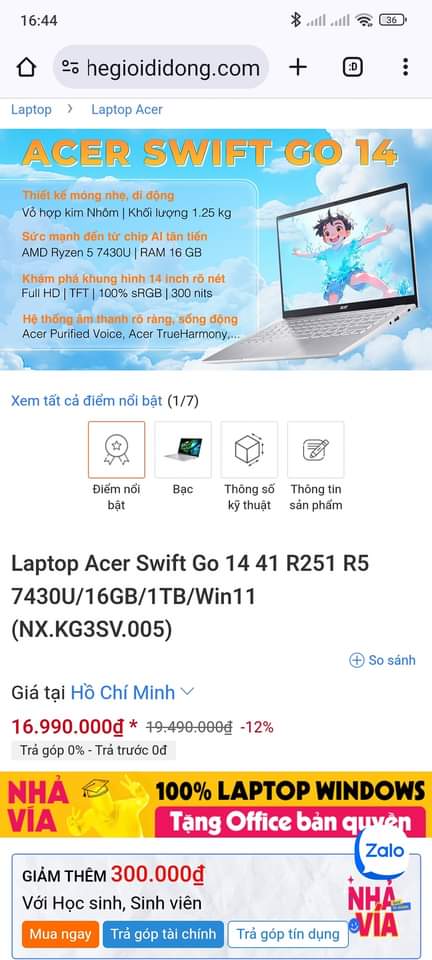 16:44
36
hegioididong.com
:D
Laptop > Laptop Acer
ACER SWIFT GO 14
Thiết kế mỏng nhẹ, di động
Vỏ hợp kim Nhôm | Khối lượng 1.25 kg
Sức mạnh đến từ chip AI tân tiến
AMD Ryzen 5 7430U | RAM 16 GB
Khám phá khung hình 14 inch rõ nét
Full HD | TFT | 100% sRGB | 300 nits
Hệ thống âm thanh rõ ràng, sống động
Acer Purified Voice, Acer TrueHarmony,...
Xem tất cả điểm nổi bật (1/7)
Điểm nổi bật
Bạc
Thông số kỹ thuật
Thông tin sản phẩm
Laptop Acer Swift Go 14 41 R251 R5
7430U/16GB/1TB/Win11
(NX.KG3SV.005)
So sánh
Giá tại Hồ Chí Minh
16.990.000₫ * 19.490.000₫ -12%
Trả góp 0% - Trả trước 0đ
NHẢ VÍA
100% LAPTOP WINDOWS
Tặng Office bản quyền
Zalo
GIẢM THÊM 300.000₫
Với Học sinh, Sinh viên
NHẢ VÍA
Mua ngay
Trả góp tài chính
Trả góp tín dụng